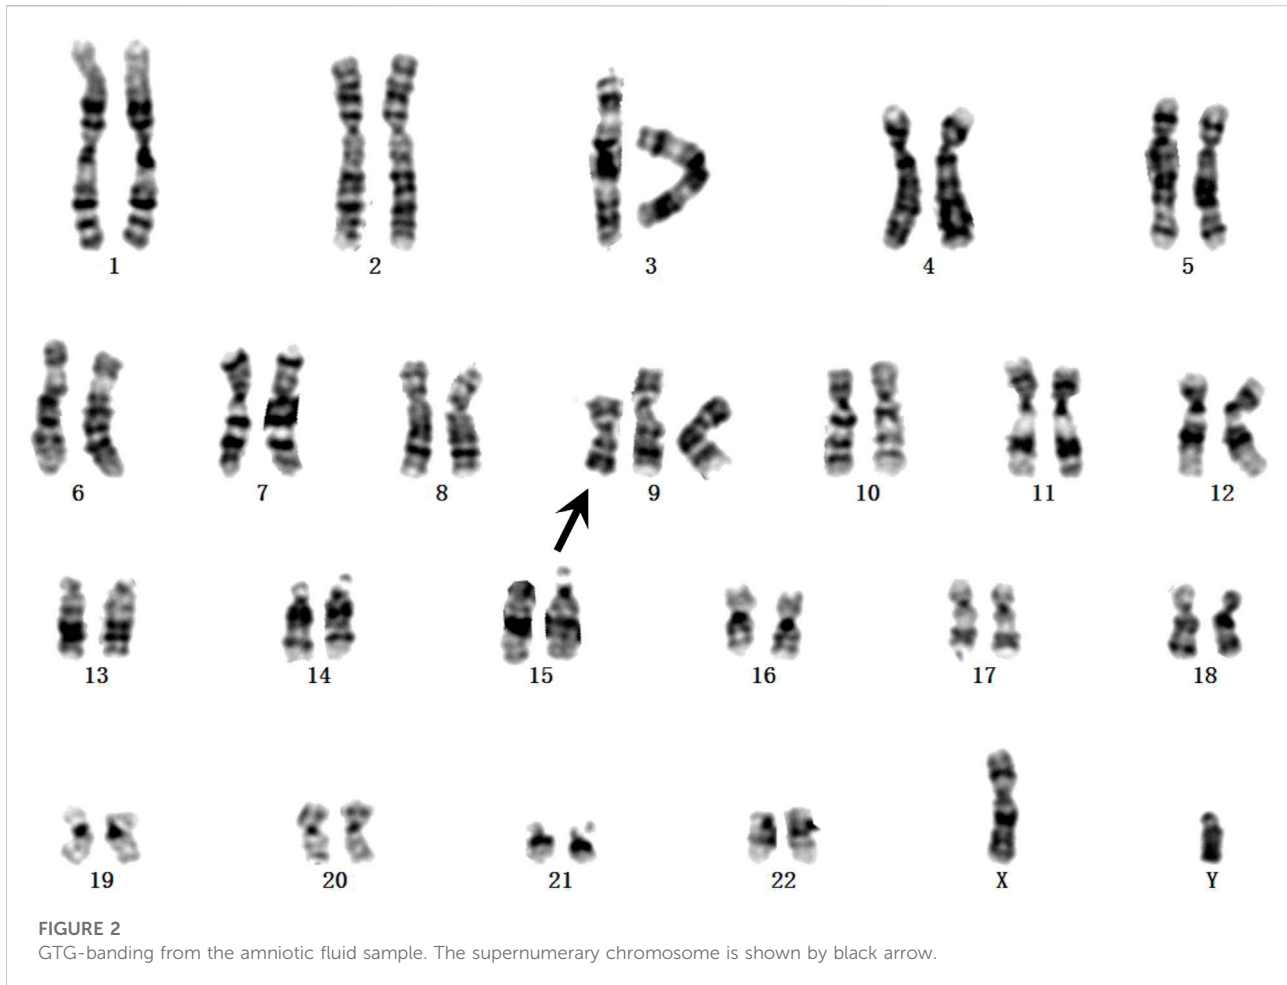 1 2 3 4 5
6 7 8 9 10 11 12
13 14 15 16 17 18
19 20 21 22 X Y
FIGURE 2
GTG-banding from the amniotic fluid sample. The supernumerary chromosome is shown by black arrow.